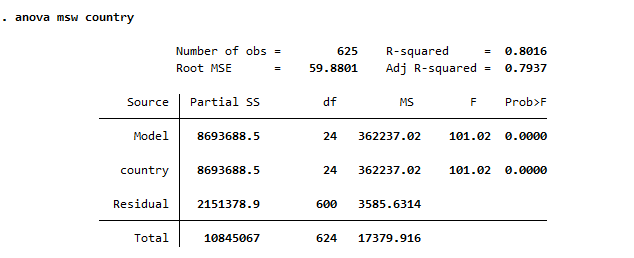 . anova msw country
Number of obs = 625 R-squared = 0.8016
Root MSE = 59.8801 Adj R-squared = 0.7937
Source Partial SS df MS F Prob>F
Model 8693688.5 24 362237.02 101.02 0.0000
country 8693688.5 24 362237.02 101.02 0.0000
Residual 2151378.9 600 3585.6314
Total 10845067 624 17379.916